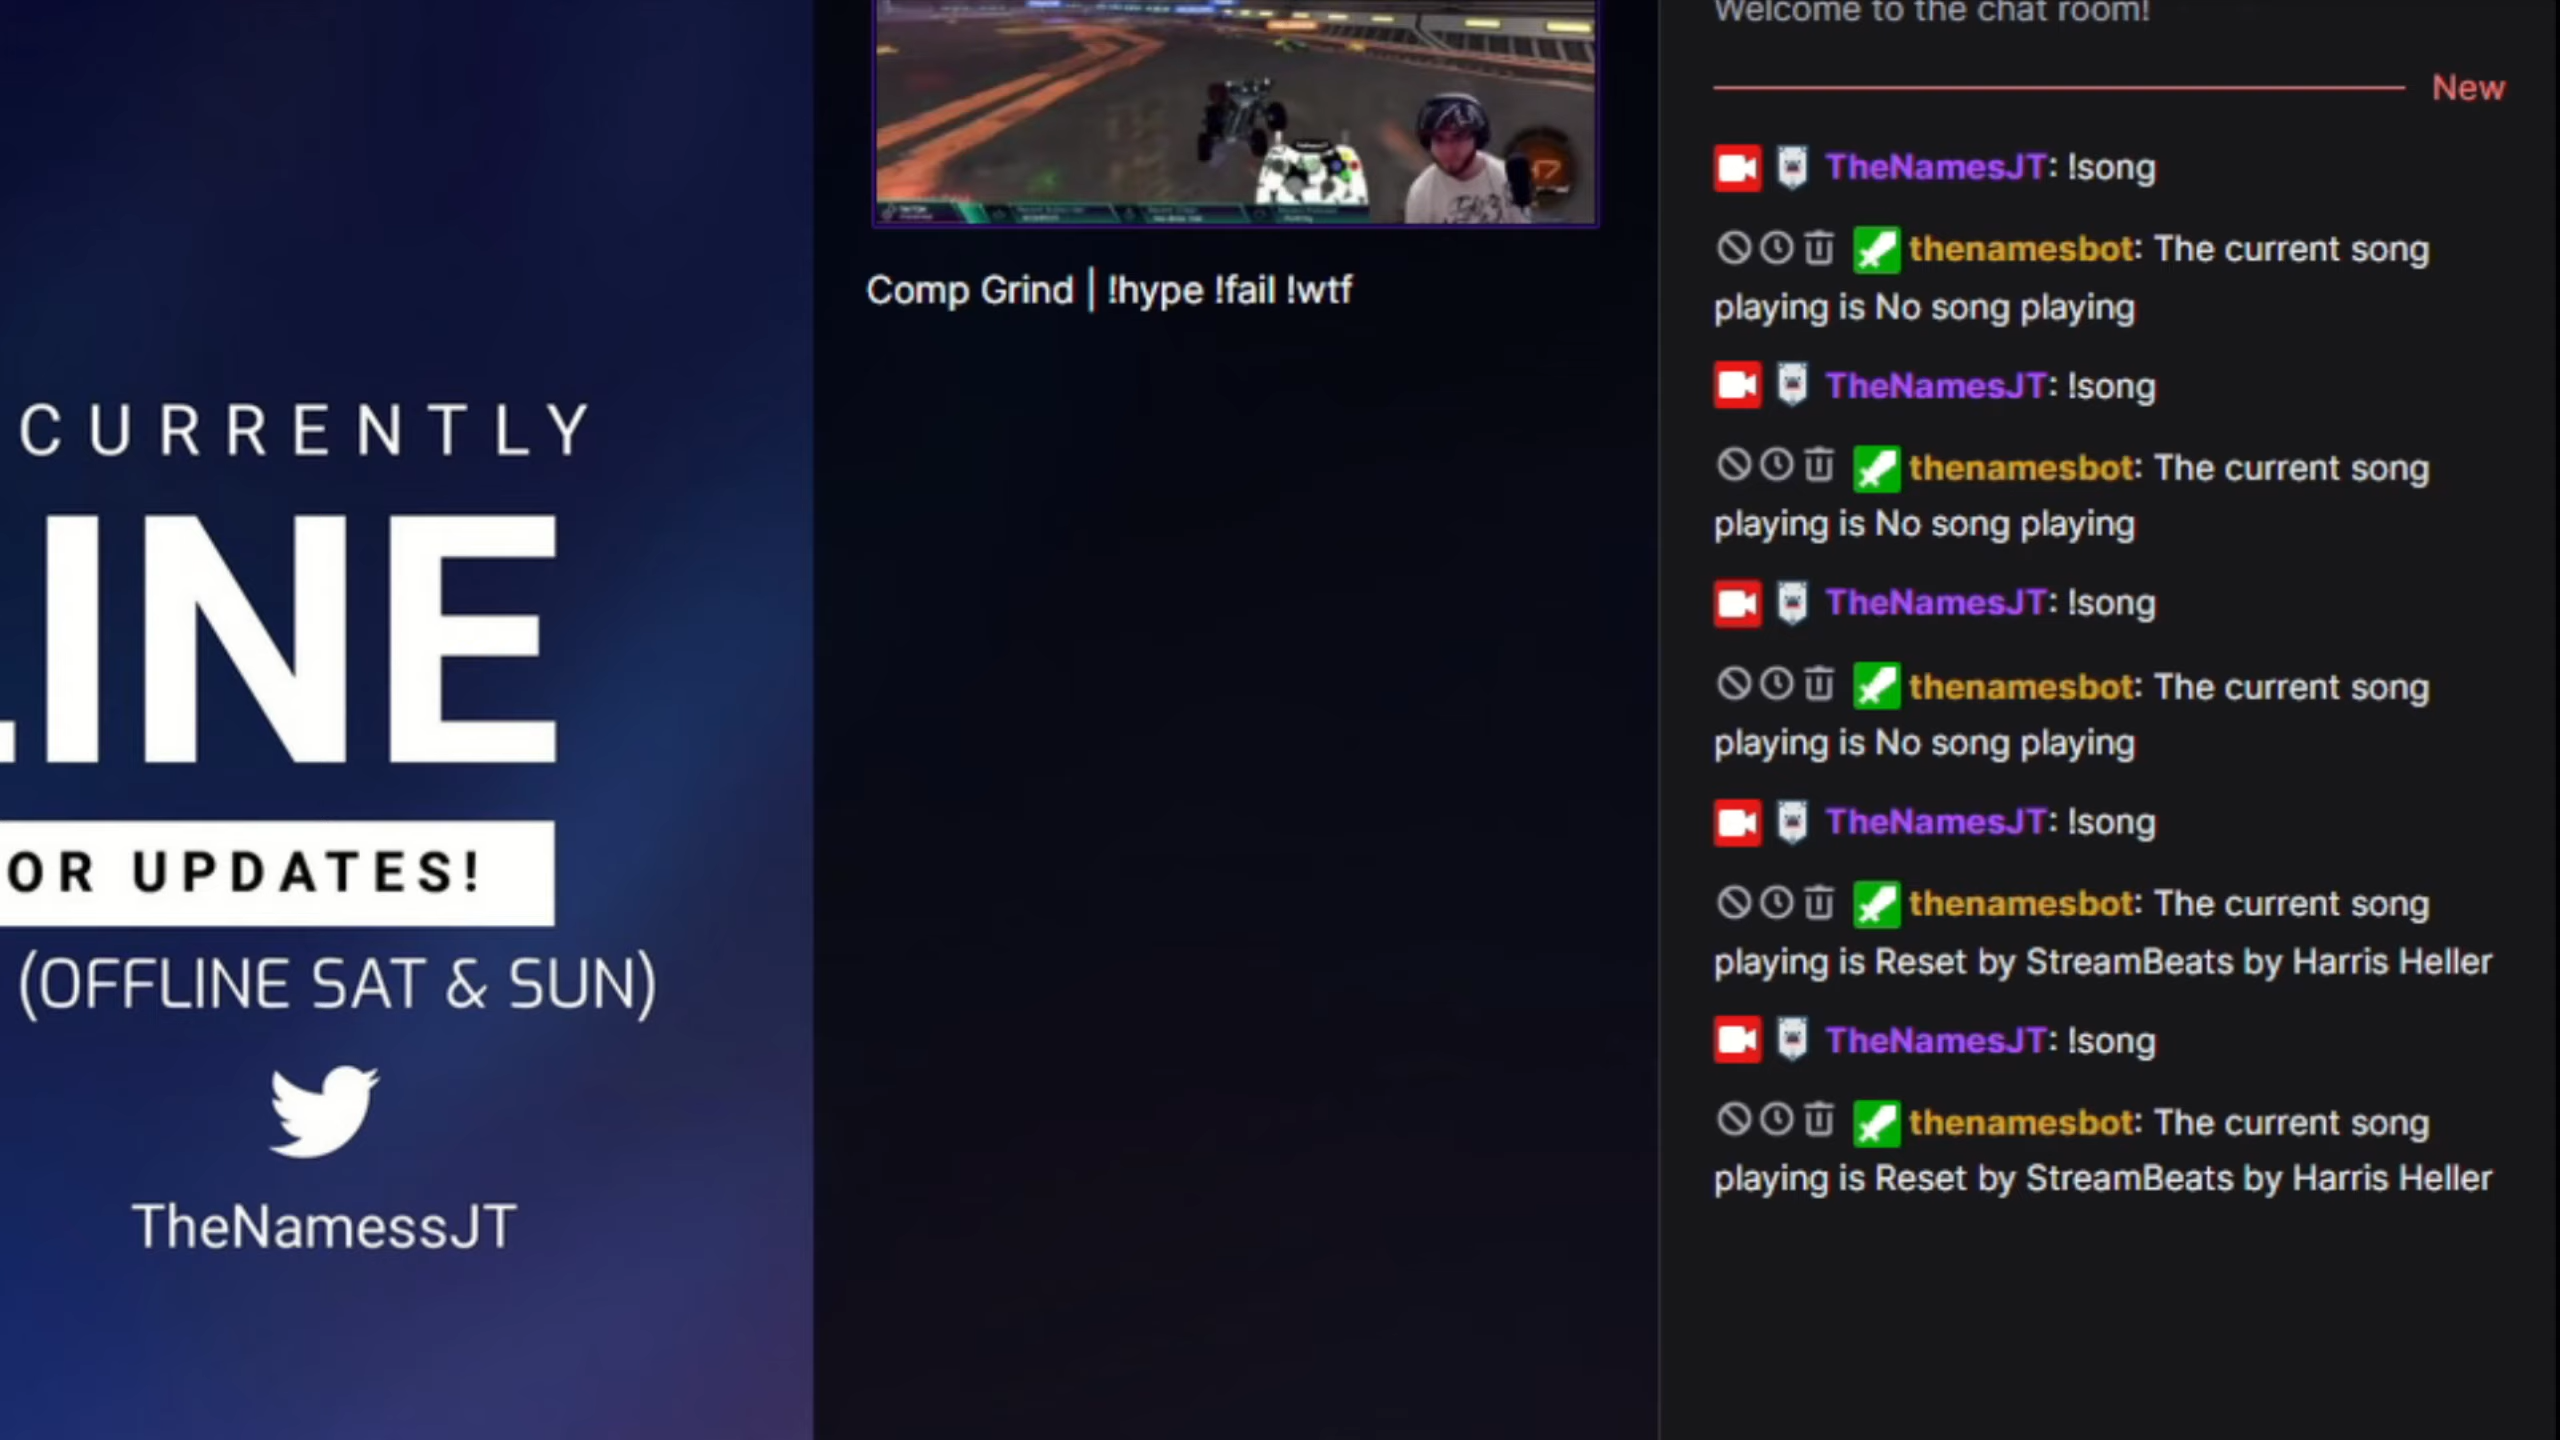 CURRENTLY
LINE
OR UPDATES!
(OFFLINE SAT & SUN)
TheNamessJT
Comp Grind | !hype !fail !wtf
Welcome to the chat room!
New
TheNamesJT: !song
thenamesbot: The current song
playing is No song playing
TheNamesJT: !song
thenamesbot: The current song
playing is No song playing
TheNamesJT: !song
thenamesbot: The current song
playing is No song playing
TheNamesJT: !song
thenamesbot: The current song
playing is Reset by StreamBeats by Harris Heller
TheNamesJT: !song
thenamesbot: The current song
playing is Reset by StreamBeats by Harris Heller